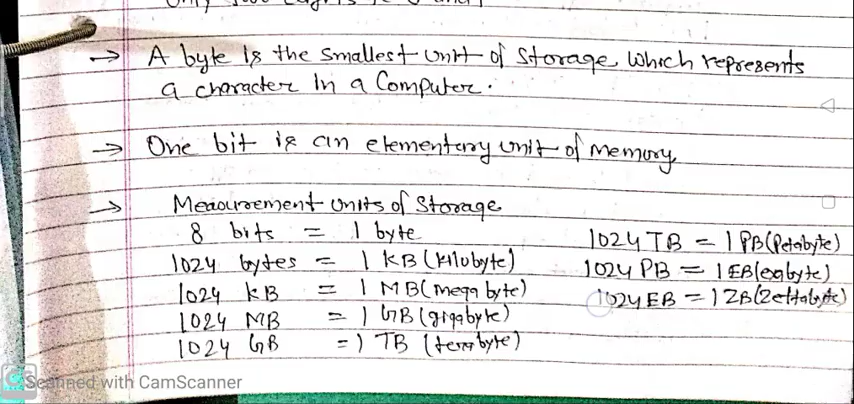 → A byte is the smallest unit of storage, which represents
a character in a Computer.
→ One bit is an elementary unit of memory
→ Measurement units of Storage
8 bits = 1 byte
1024 bytes = 1 KB (kilobyte)
1024 KB = 1 MB (mega byte)
1024 MB = 1 GB (gigabyte)
1024 GB = 1 TB (terabyte)
1024 TB = 1 PB (Petabyte)
1024 PB = 1 EB (exabyte)
1024 EB = 1 ZB (Zettabyte)
CS Scanned with CamScanner